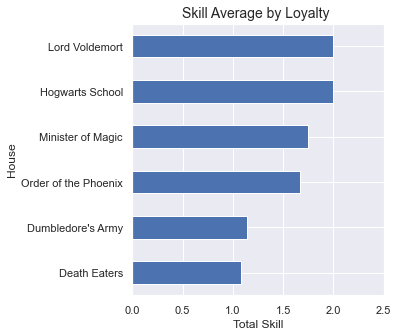 Skill Average by Loyalty
Lord Voldemort
Hogwarts School
Minister of Magic
Order of the Phoenix
Dumbledore's Army
Death Eaters
House
0.0 0.5 1.0 1.5 2.0 2.5
Total Skill